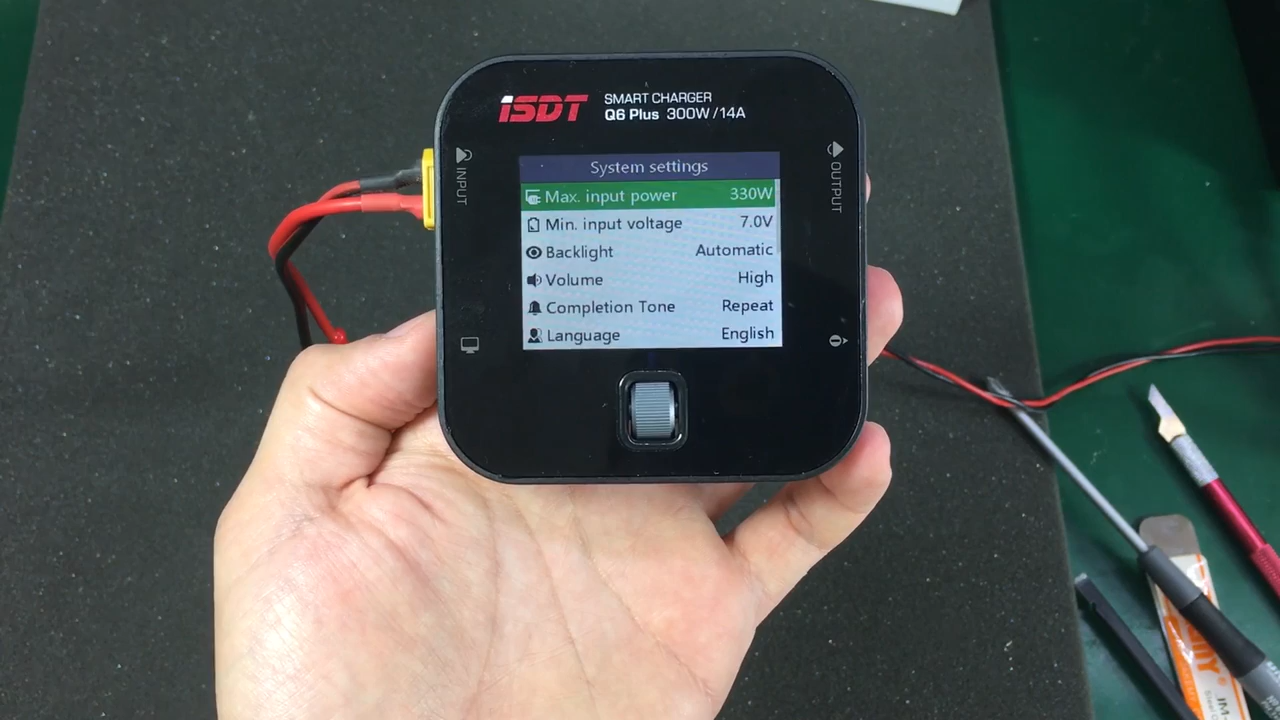 iSDT
SMART CHARGER
Q6 Plus 300W/14A
INPUT
OUTPUT
System settings
Max. input power 330W
Min. input voltage 7.0V
Backlight Automatic
Volume High
Completion Tone Repeat
Language English